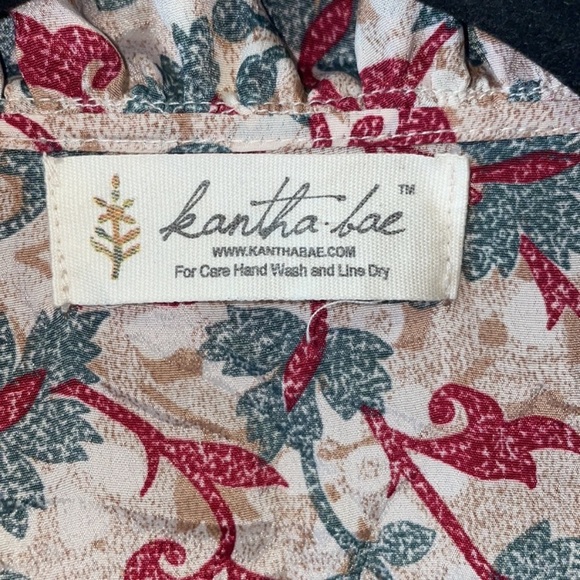 kantha·bae™
WWW.KANTHABAE.COM
For Care Hand Wash and Line Dry